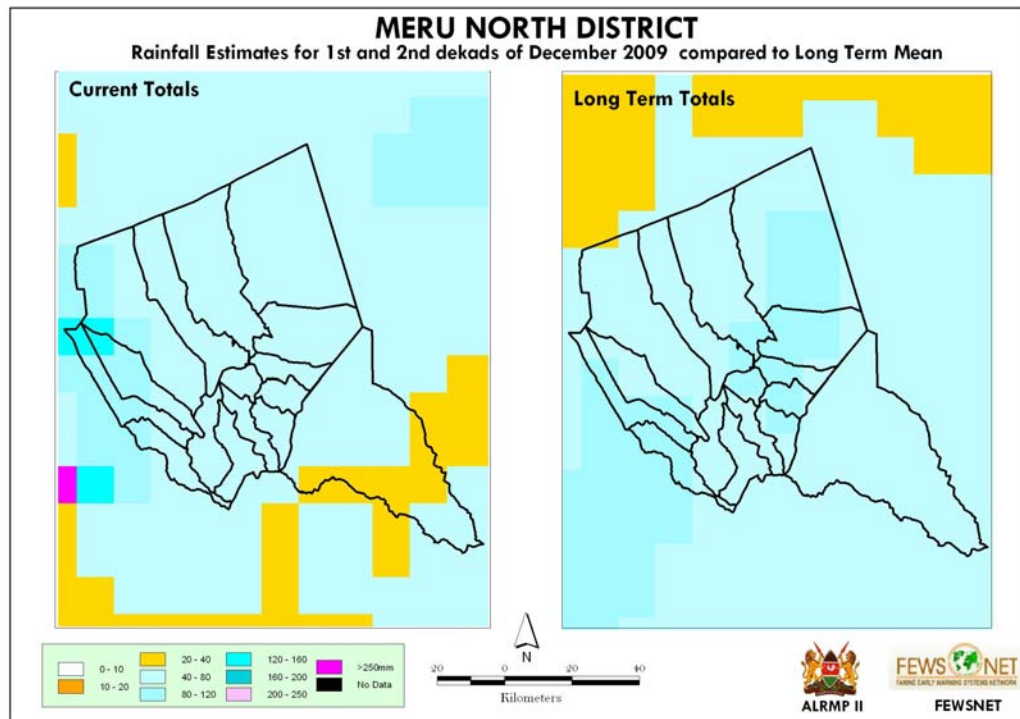 MERU NORTH DISTRICT
Rainfall Estimates for 1st and 2nd dekads of December 2009 compared to Long Term Mean
Current Totals
Long Term Totals
0 - 10
10 - 20
20 - 40
40 - 80
80 - 120
120 - 160
160 - 200
200 - 250
>250mm
No Data
N
20 0 20 40
Kilometers
ALRMP II
FEWS NET
FAMINE EARLY WARNING SYSTEMS NETWORK
FEWSNET